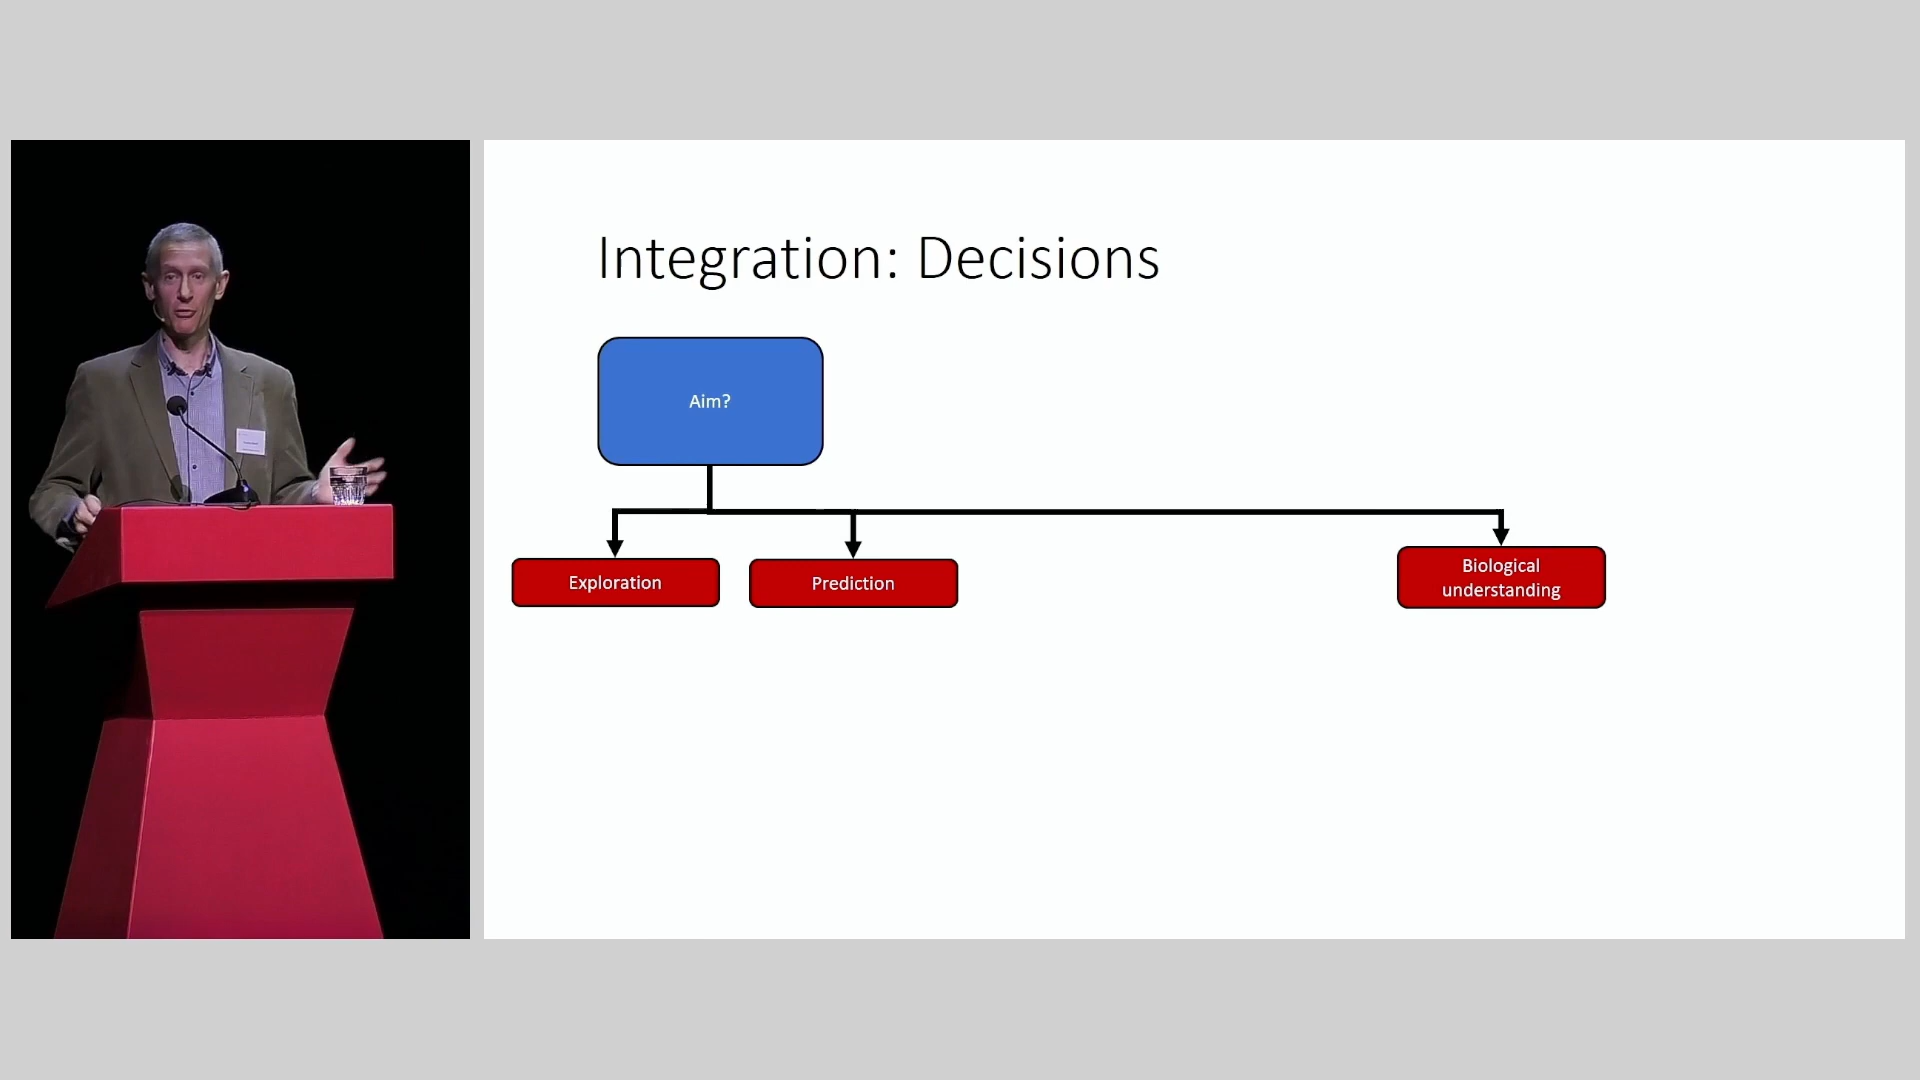 Integration: Decisions
Aim?
Exploration
Prediction
Biological
understanding